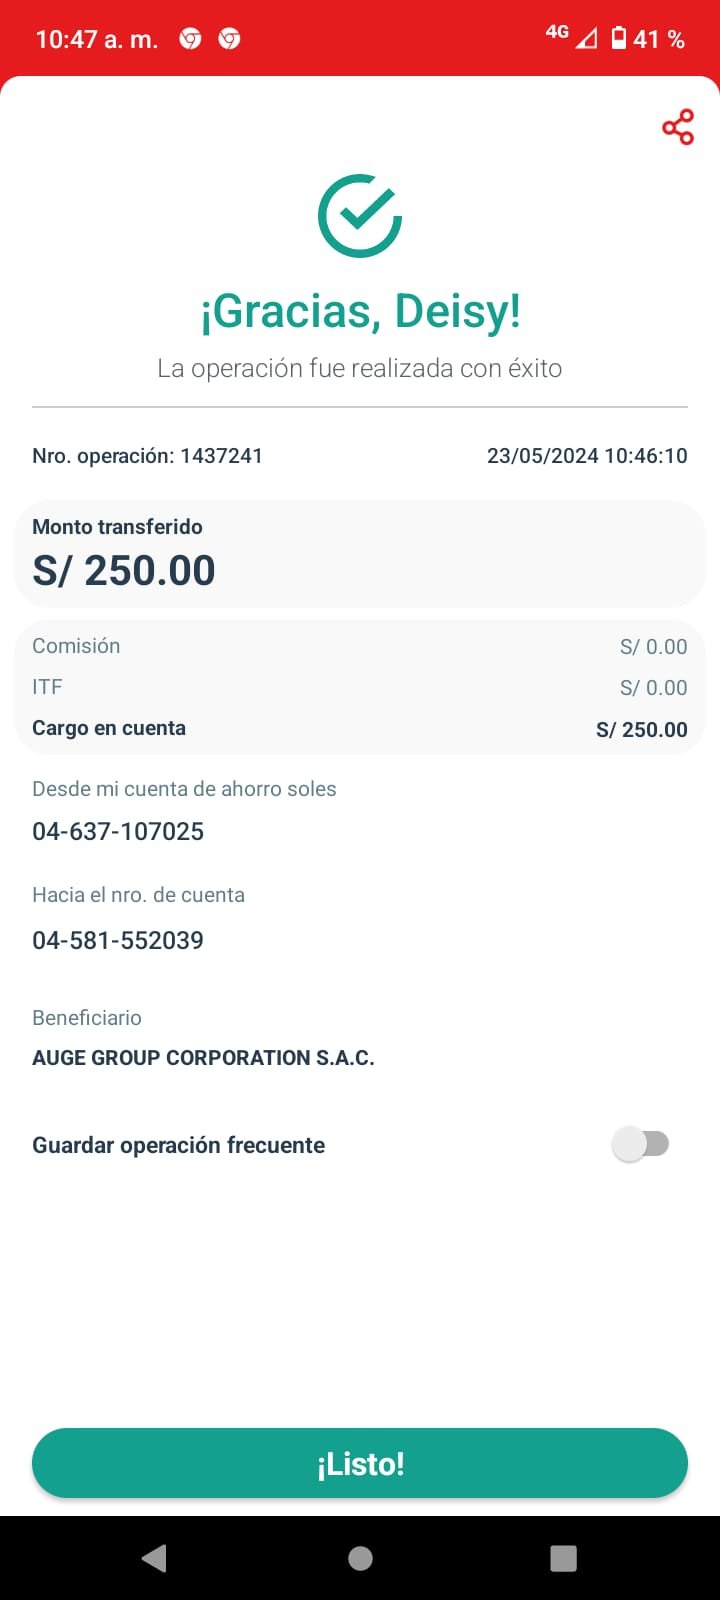 10:47 a. m.
4G
41 %
¡Gracias, Deisy!
La operación fue realizada con éxito
Nro. operación: 1437241
23/05/2024 10:46:10
Monto transferido
S/ 250.00
Comisión
S/ 0.00
ITF
S/ 0.00
Cargo en cuenta
S/ 250.00
Desde mi cuenta de ahorro soles
04-637-107025
Hacia el nro. de cuenta
04-581-552039
Beneficiario
AUGE GROUP CORPORATION S.A.C.
Guardar operación frecuente
¡Listo!